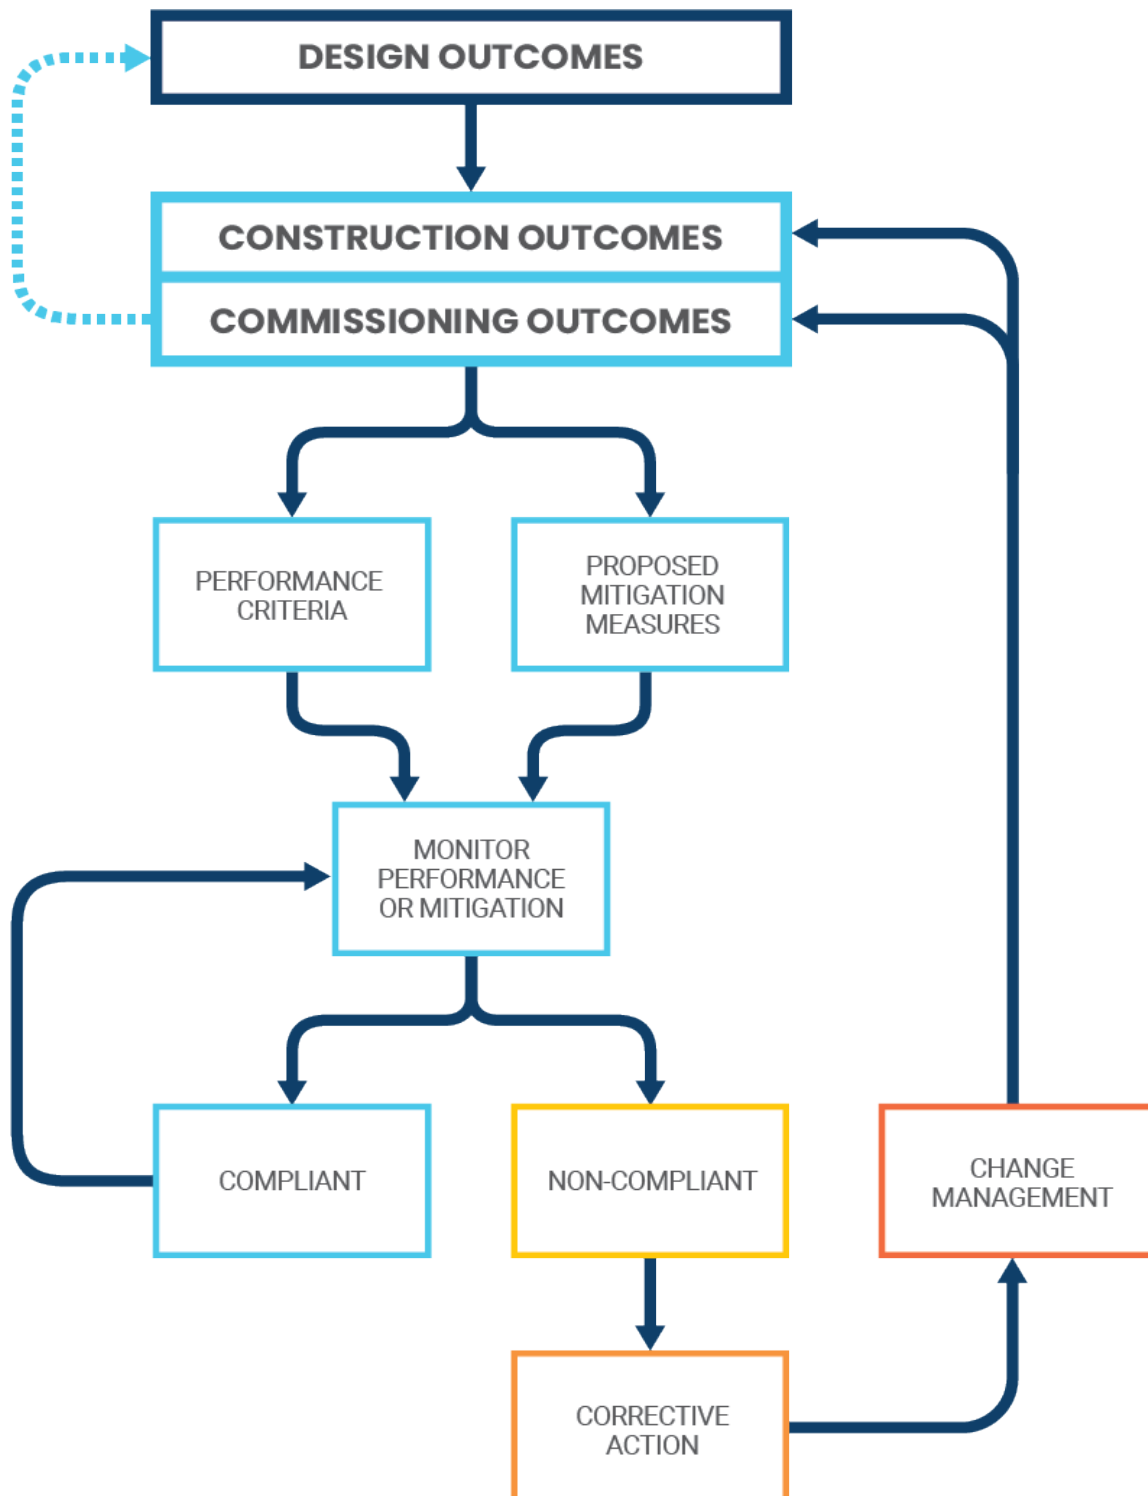 DESIGN OUTCOMES
CONSTRUCTION OUTCOMES
COMMISSIONING OUTCOMES
PERFORMANCE
CRITERIA
PROPOSED
MITIGATION
MEASURES
MONITOR
PERFORMANCE
OR MITIGATION
COMPLIANT
NON-COMPLIANT
CHANGE
MANAGEMENT
CORRECTIVE
ACTION